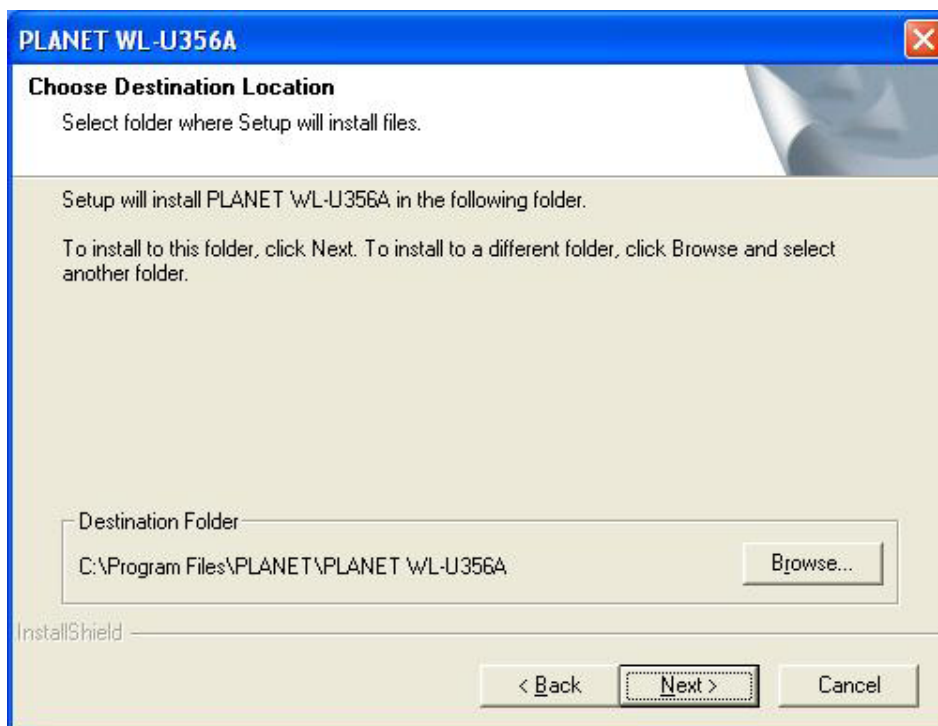 PLANET WL-U356A
Choose Destination Location
Select folder where Setup will install files.
Setup will install PLANET WL-U356A in the following folder.
To install to this folder, click Next. To install to a different folder, click Browse and select
another folder.
Destination Folder
C:\Program Files\PLANET\PLANET WL-U356A
Browse...
InstallShield
< Back
Next >
Cancel